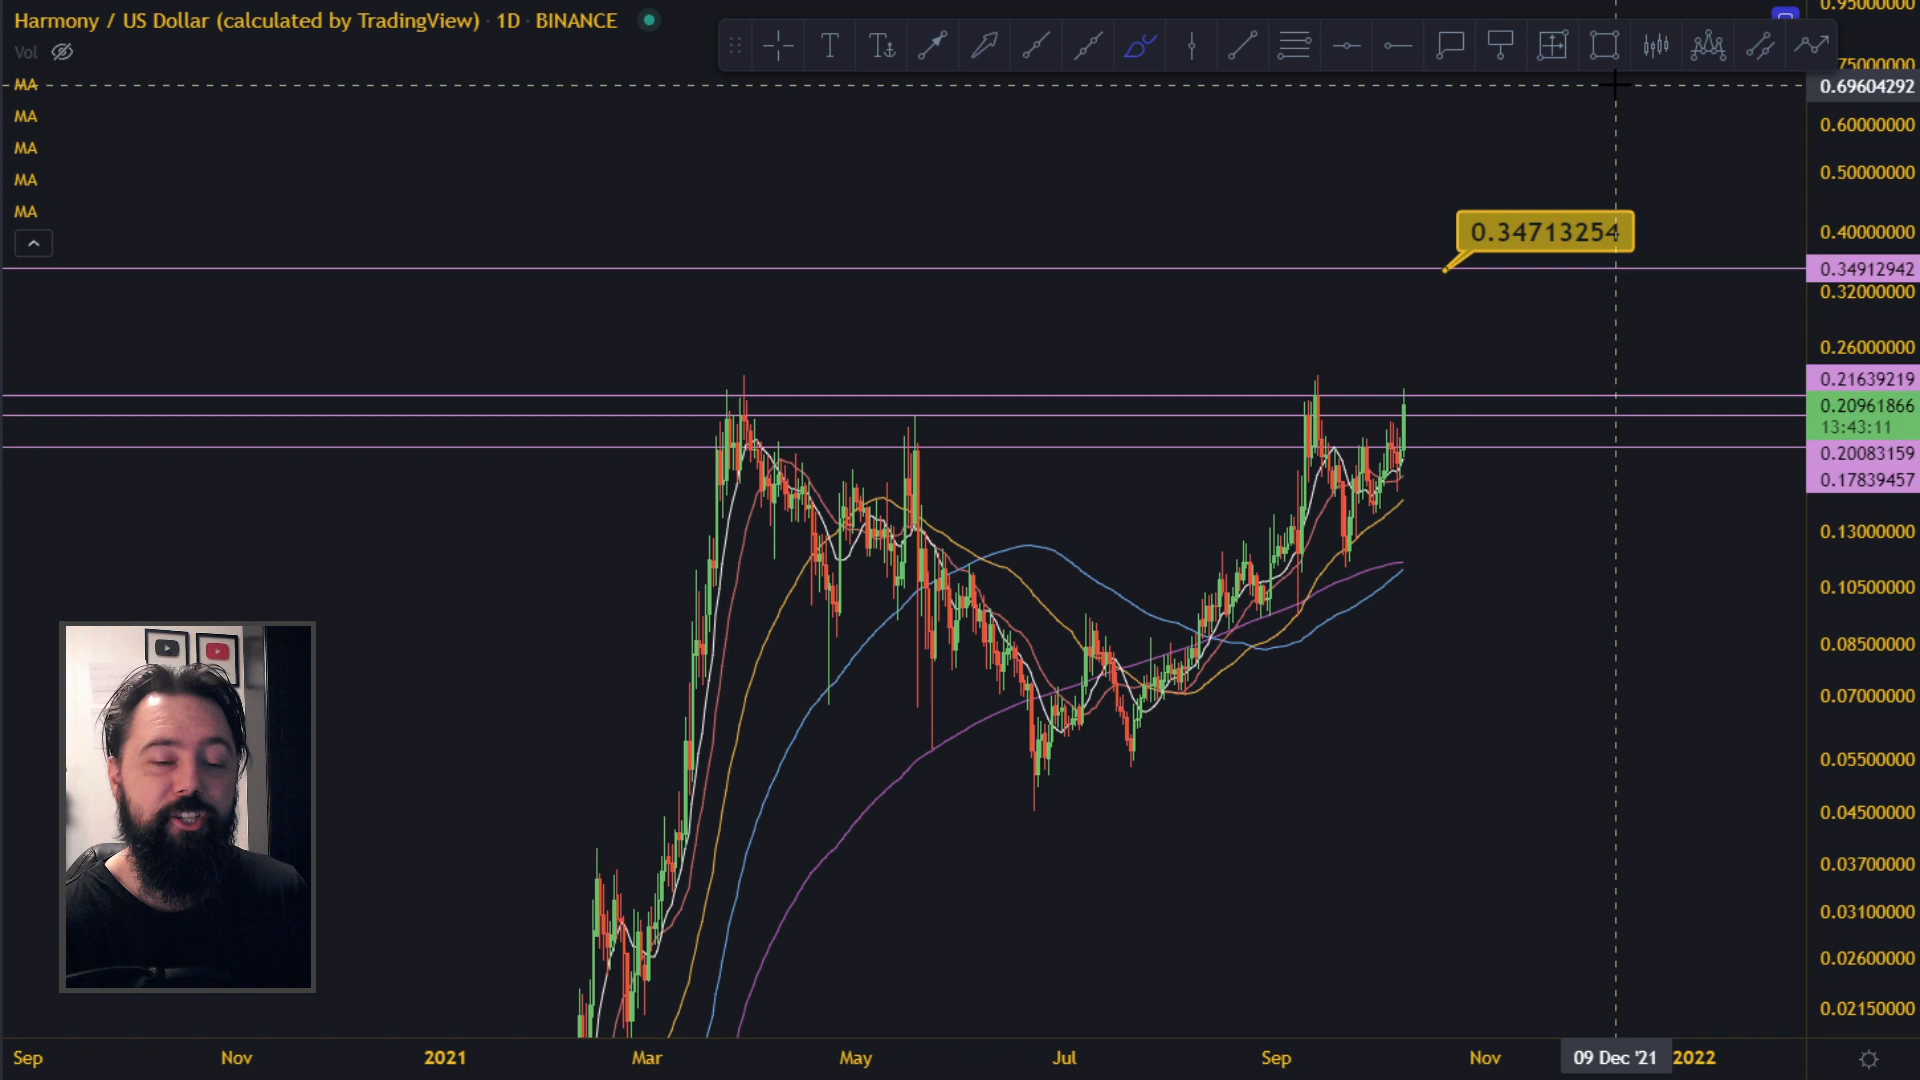 Harmony / US Dollar (calculated by TradingView) · 1D · BINANCE
Vol
MA
MA
MA
MA
MA
T
T
0.34713254
0.95000000
75000000
0.69604292
0.60000000
0.50000000
0.40000000
0.34912942
0.32000000
0.26000000
0.21639219
0.20961866
13:43:11
0.20083159
0.17839457
0.13000000
0.10500000
0.08500000
0.07000000
0.05500000
0.04500000
0.03700000
0.03100000
0.02600000
0.02150000
Sep
Nov
2021
Mar
May
Jul
Sep
Nov
09 Dec '21
2022